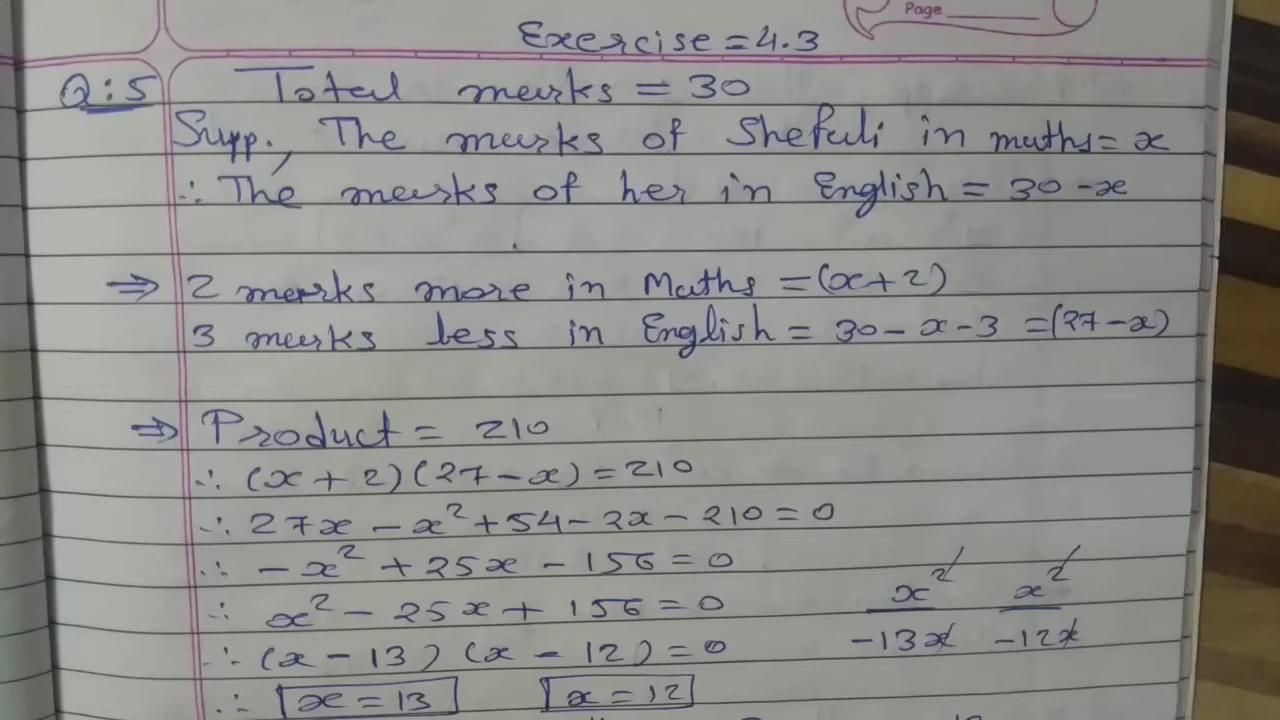 Page
Exercise = 4.3
Q:5 Total marks = 30
Supp., The marks of Shefali in maths = x
∴ The marks of her in English = 30 - x
⇒ 2 marks more in Maths = (x + 2)
3 marks less in English = 30 - x - 3 = (27 - x)
⇒ Product = 210
∴ (x + 2) (27 - x) = 210
∴ 27x - x² + 54 - 2x - 210 = 0
∴ - x² + 25x - 156 = 0
∴ x² - 25x + 156 = 0
x² x²
-13x -12x
∴ (x - 13) (x - 12) = 0
∴ x = 13 x = 12